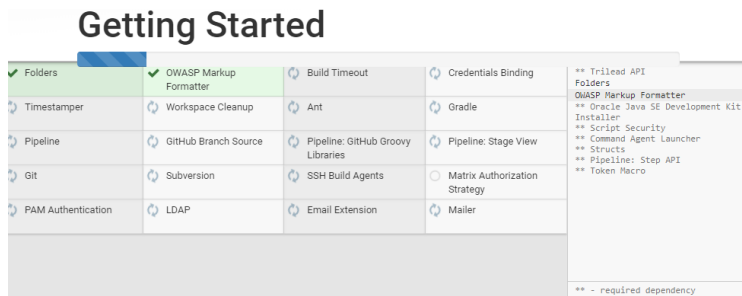 Getting Started
Folders
OWASP Markup
Formatter
Build Timeout
Credentials Binding
Timestamper
Workspace Cleanup
Ant
Gradle
Pipeline
GitHub Branch Source
Pipeline: GitHub Groovy
Libraries
Pipeline: Stage View
Git
Subversion
SSH Build Agents
Matrix Authorization
Strategy
PAM Authentication
LDAP
Email Extension
Mailer
** Trilead API
Folders
OWASP Markup Formatter
** Oracle Java SE Development Kit
Installer
** Script Security
** Command Agent Launcher
** Structs
** Pipeline: Step API
** Token Macro
** - required dependency